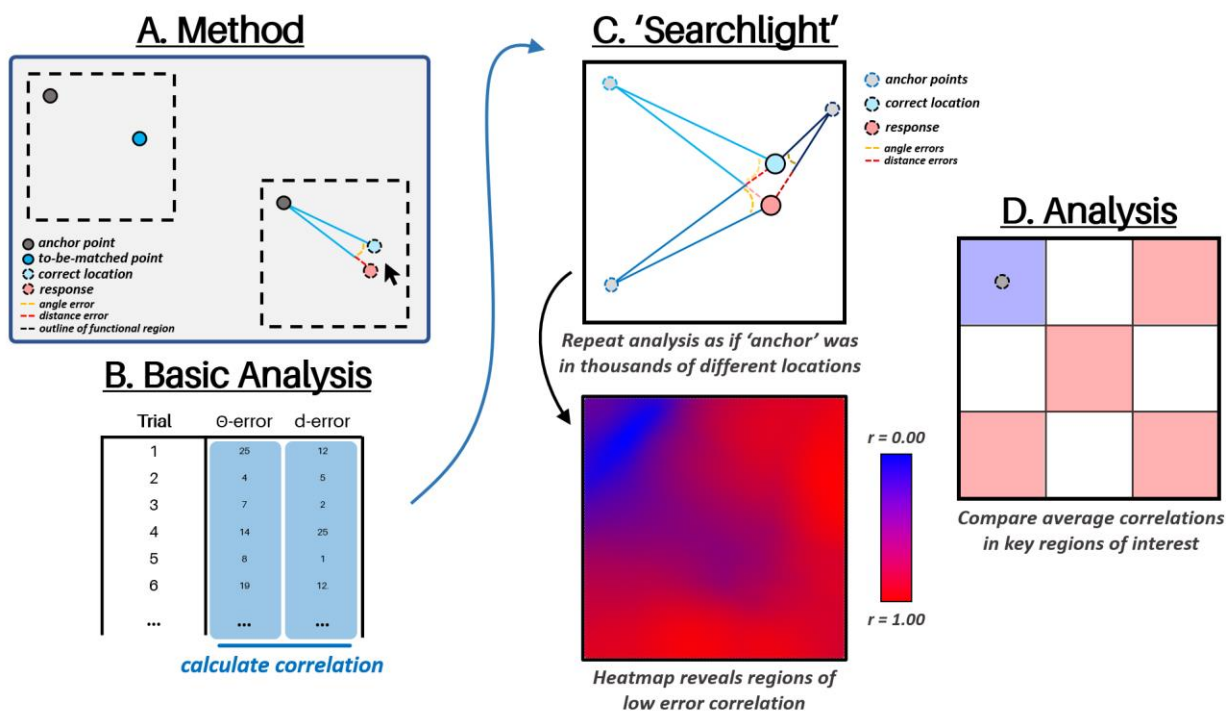 A. Method
anchor point
to-be-matched point
correct location
response
angle error
distance error
outline of functional region
B. Basic Analysis
Trial Θ-error d-error
1 25 12
2 4 5
3 7 2
4 14 25
5 8 1
6 19 12.
... ... ...
calculate correlation
C. 'Searchlight'
anchor points
correct location
response
angle errors
distance errors
Repeat analysis as if 'anchor' was
in thousands of different locations
r = 0.00
r = 1.00
Heatmap reveals regions of
low error correlation
D. Analysis
Compare average correlations
in key regions of interest